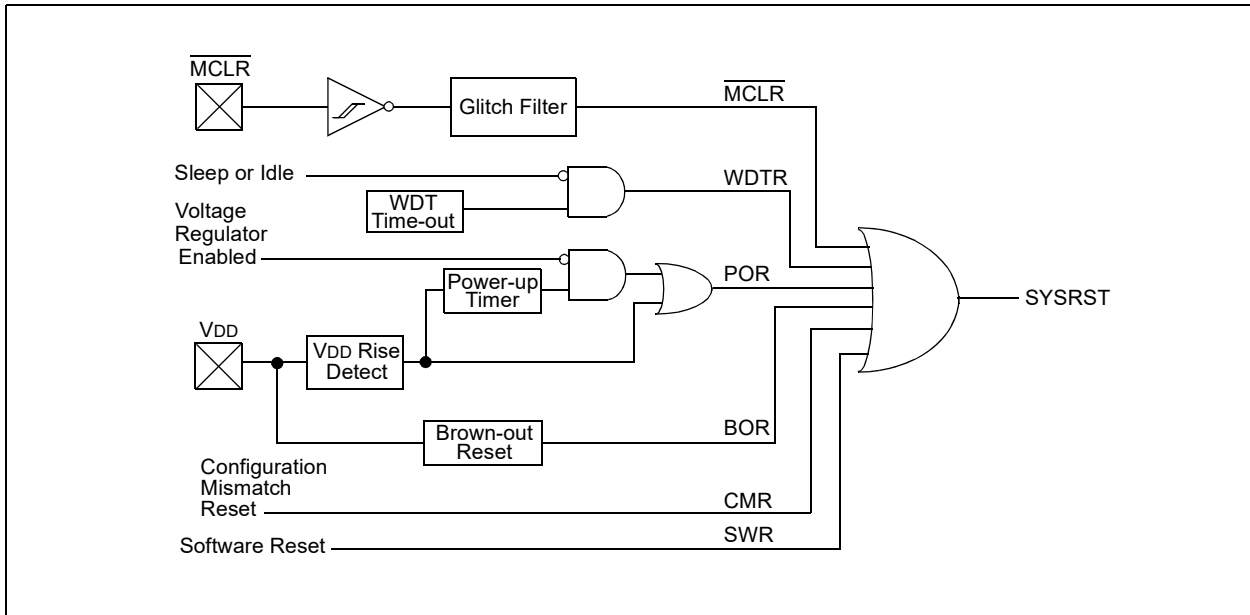 MCLR
Glitch Filter
MCLR
Sleep or Idle
WDTR
WDT
Time-out
Voltage
Regulator
Enabled
Power-up
Timer
POR
SYSRST
VDD
VDD Rise
Detect
Brown-out
Reset
BOR
Configuration
Mismatch
Reset
CMR
Software Reset
SWR